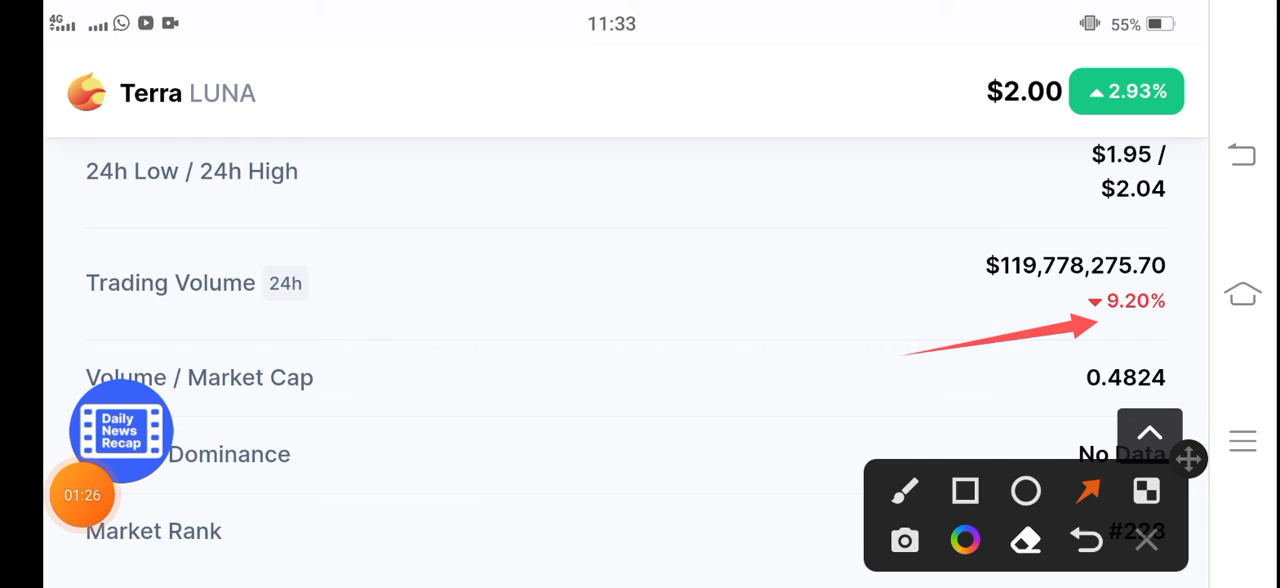 4G
11:33
55%
Terra LUNA
$2.00
2.93%
24h Low / 24h High
$1.95 /
$2.04
Trading Volume 24h
$119,778,275.70
9.20%
Volume / Market Cap
0.4824
Daily
News
Recap
Dominance
No Data
01:26
Market Rank
#223